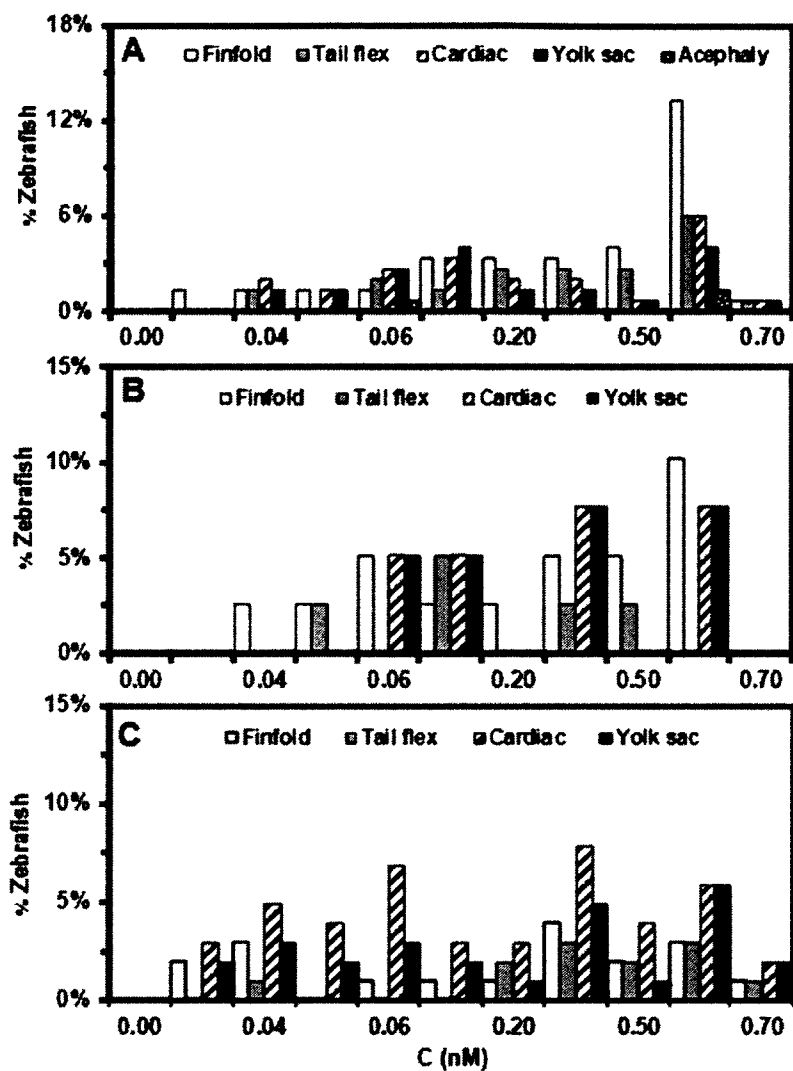 18%
A
Finfold Tail flex Cardiac Yolk sac Acephaly
12%
6%
0%
% Zebrafish
0.00 0.04 0.06 0.20 0.50 0.70
15%
B
Finfold Tail flex Cardiac Yolk sac
10%
5%
0%
% Zebrafish
0.00 0.04 0.06 0.20 0.50 0.70
15%
C
Finfold Tail flex Cardiac Yolk sac
10%
5%
0%
% Zebrafish
0.00 0.04 0.06 0.20 0.50 0.70
C (nM)